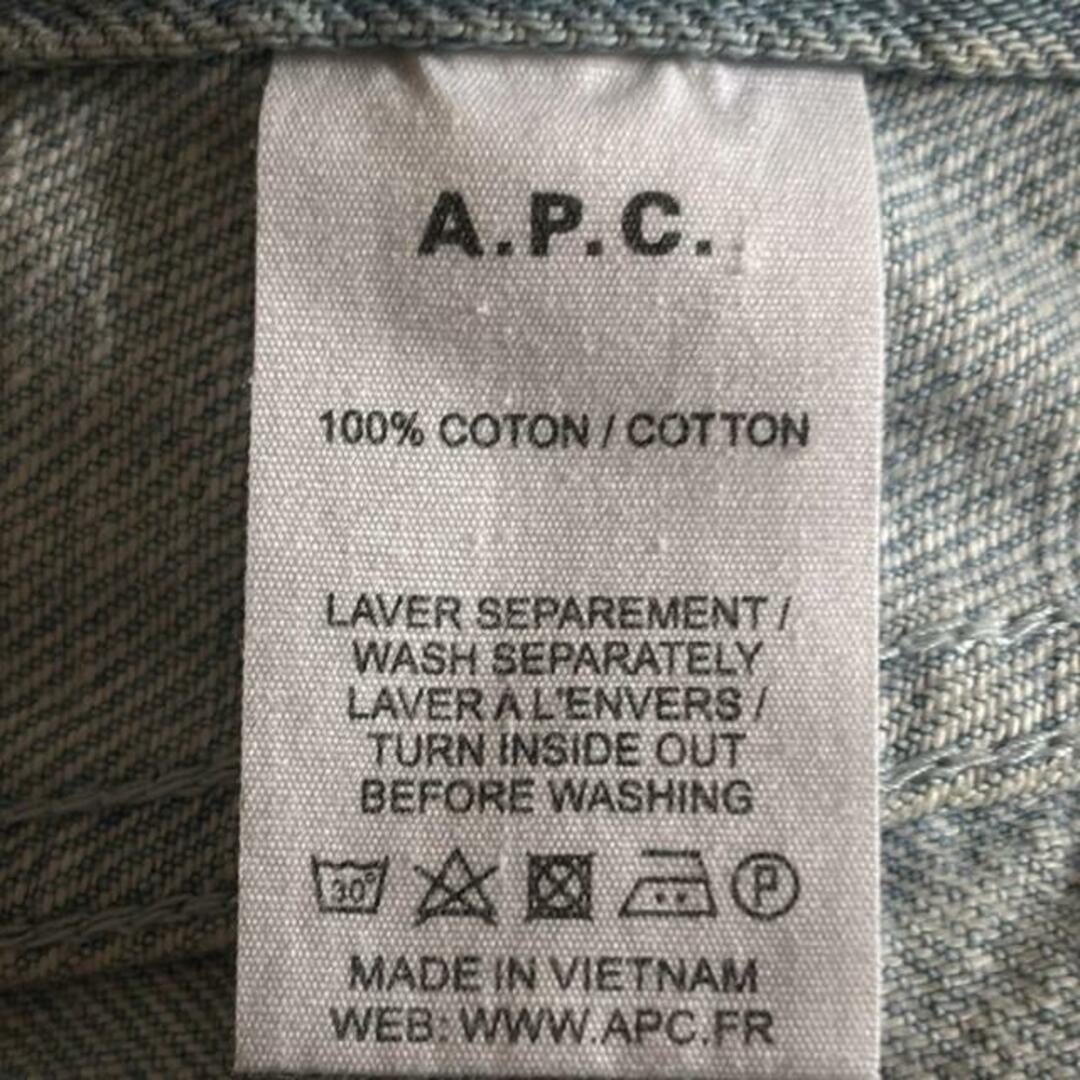 A.P.C.
100% COTON / COTTON
LAVER SEPAREMENT /
WASH SEPARATELY
LAVER A L'ENVERS /
TURN INSIDE OUT
BEFORE WASHING
30° P
MADE IN VIETNAM
WEB: WWW.APC.FR